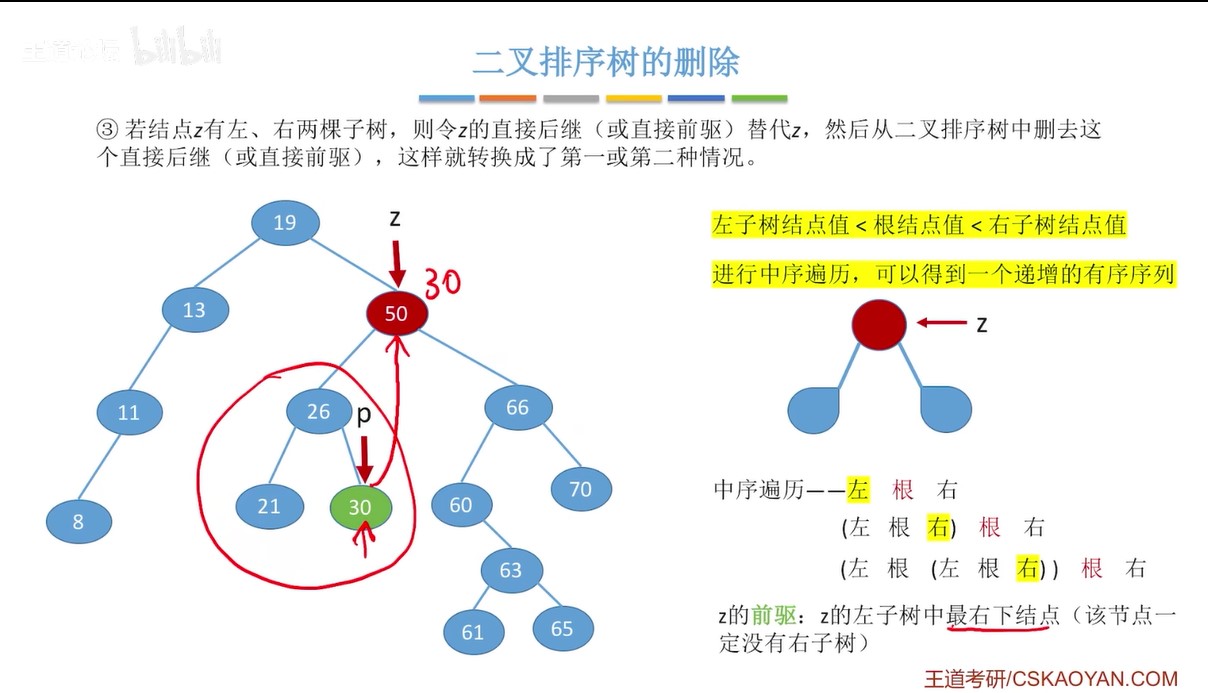 王道论坛 bilibili
二叉排序树的删除
③ 若结点z有左、右两棵子树，则令z的直接后继（或直接前驱）替代z，然后从二叉排序树中删去这
个直接后继（或直接前驱），这样就转换成了第一或第二种情况。
19
z
30
13
50
11
26
p
66
8
21
30
60
70
63
61
65
左子树结点值 < 根结点值 < 右子树结点值
进行中序遍历，可以得到一个递增的有序序列
z
中序遍历——左 根 右
(左 根 右) 根 右
(左 根 (左 根 右)) 根 右
z的前驱：z的左子树中最右下结点（该节点一
定没有右子树）
王道考研/CSKAOYAN.COM